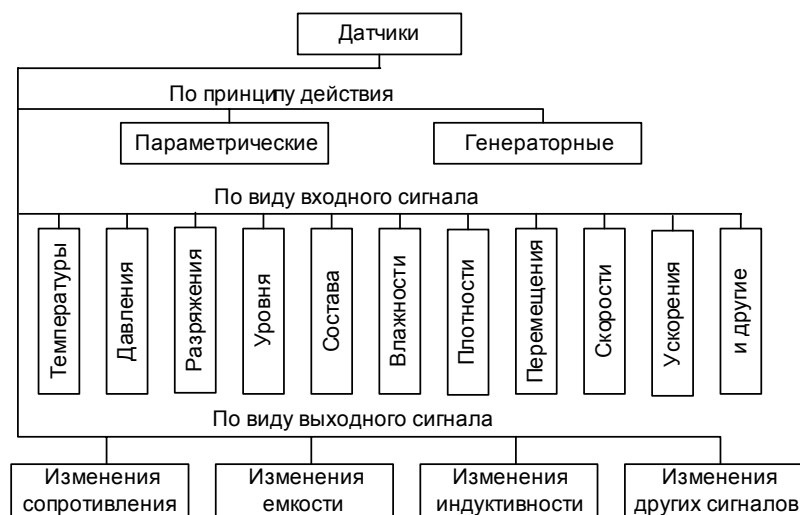 Датчики
По принципу действия
Параметрические
Генераторные
По виду входного сигнала
Температуры
Давления
Разряжения
Уровня
Состава
Влажности
Плотности
Перемещения
Скорости
Ускорения
и другие
По виду выходного сигнала
Изменения
сопротивления
Изменения
емкости
Изменения
индуктивности
Изменения
других сигналов